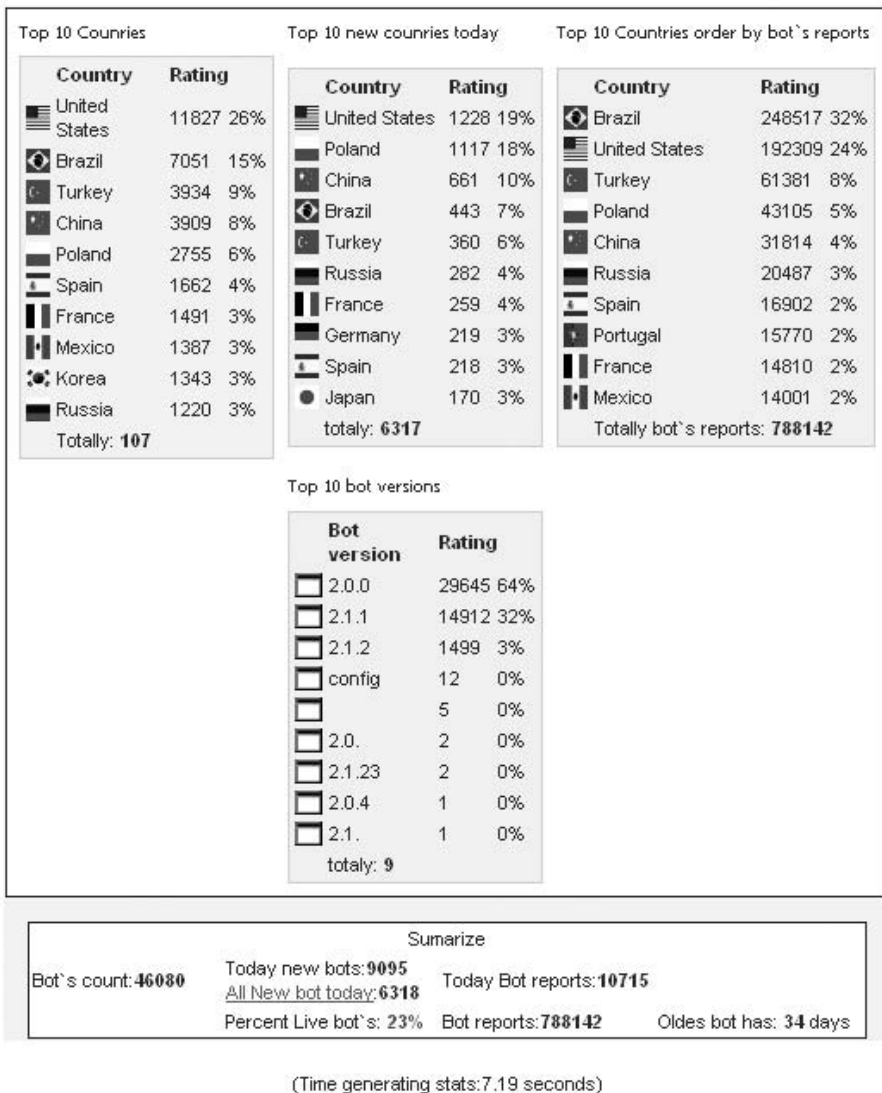 Top 10 Counries
Country Rating
United States 11827 26%
Brazil 7051 15%
Turkey 3934 9%
China 3909 8%
Poland 2755 6%
Spain 1662 4%
France 1491 3%
Mexico 1387 3%
Korea 1343 3%
Russia 1220 3%
Totally: 107
Top 10 new counries today
Country Rating
United States 1228 19%
Poland 1117 18%
China 661 10%
Brazil 443 7%
Turkey 360 6%
Russia 282 4%
France 259 4%
Germany 219 3%
Spain 218 3%
Japan 170 3%
totaly: 6317
Top 10 Countries order by bot`s reports
Country Rating
Brazil 248517 32%
United States 192309 24%
Turkey 61381 8%
Poland 43105 5%
China 31814 4%
Russia 20487 3%
Spain 16902 2%
Portugal 15770 2%
France 14810 2%
Mexico 14001 2%
Totally bot`s reports: 788142
Top 10 bot versions
Bot version Rating
2.0.0 29645 64%
2.1.1 14912 32%
2.1.2 1499 3%
config 12 0%
5 0%
2.0. 2 0%
2.1.23 2 0%
2.0.4 1 0%
2.1. 1 0%
totaly: 9
Sumarize
Bot`s count:46080
Today new bots:9095
All New bot today:6318
Today Bot reports:10715
Percent Live bot`s: 23% Bot reports:788142 Oldes bot has: 34 days
(Time generating stats:7.19 seconds)